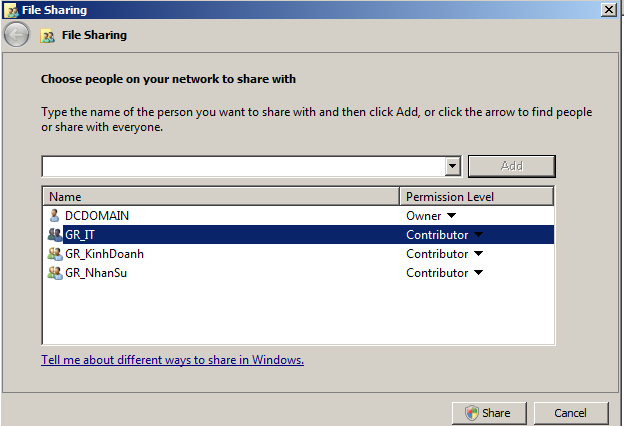 File Sharing
File Sharing
Choose people on your network to share with
Type the name of the person you want to share with and then click Add, or click the arrow to find people
or share with everyone.
Add
Name Permission Level
DCDOMAIN Owner
GR_IT Contributor
GR_KinhDoanh Contributor
GR_NhanSu Contributor
Tell me about different ways to share in Windows.
Share Cancel